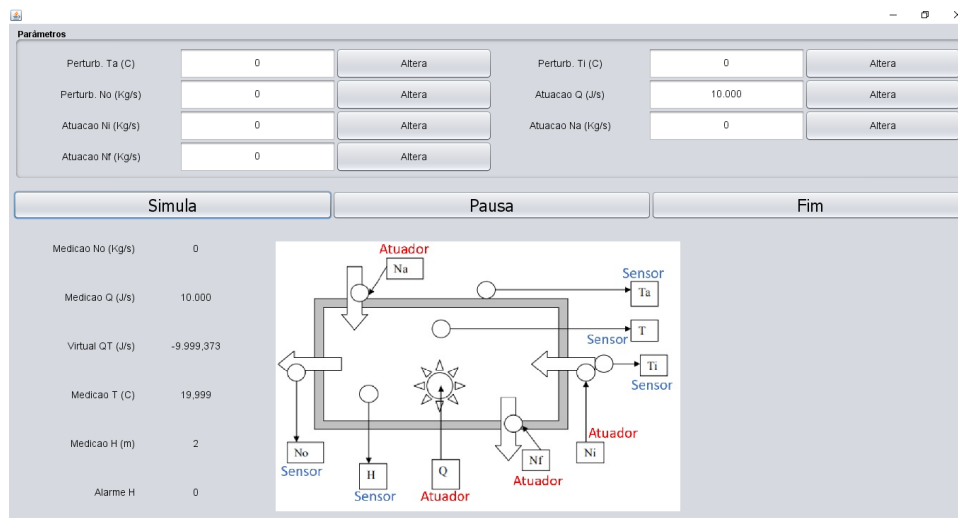 Parâmetros
Perturb. Ta (C) 0 Altera Perturb. Ti (C) 0 Altera
Perturb. No (Kg/s) 0 Altera Atuacao Q (J/s) 10.000 Altera
Atuacao Ni (Kg/s) 0 Altera Atuacao Na (Kg/s) 0 Altera
Atuacao Nf (Kg/s) 0 Altera
Simula Pausa Fim
Medicao No (Kg/s) 0
Medicao Q (J/s) 10.000
Virtual QT (J/s) -9.999,373
Medicao T (C) 19,999
Medicao H (m) 2
Alarme H 0
Atuador
Na
Sensor
Ta
T
Sensor
Ti
Sensor
Atuador
No
Sensor
H
Sensor
Q
Atuador
Nf
Atuador
Ni